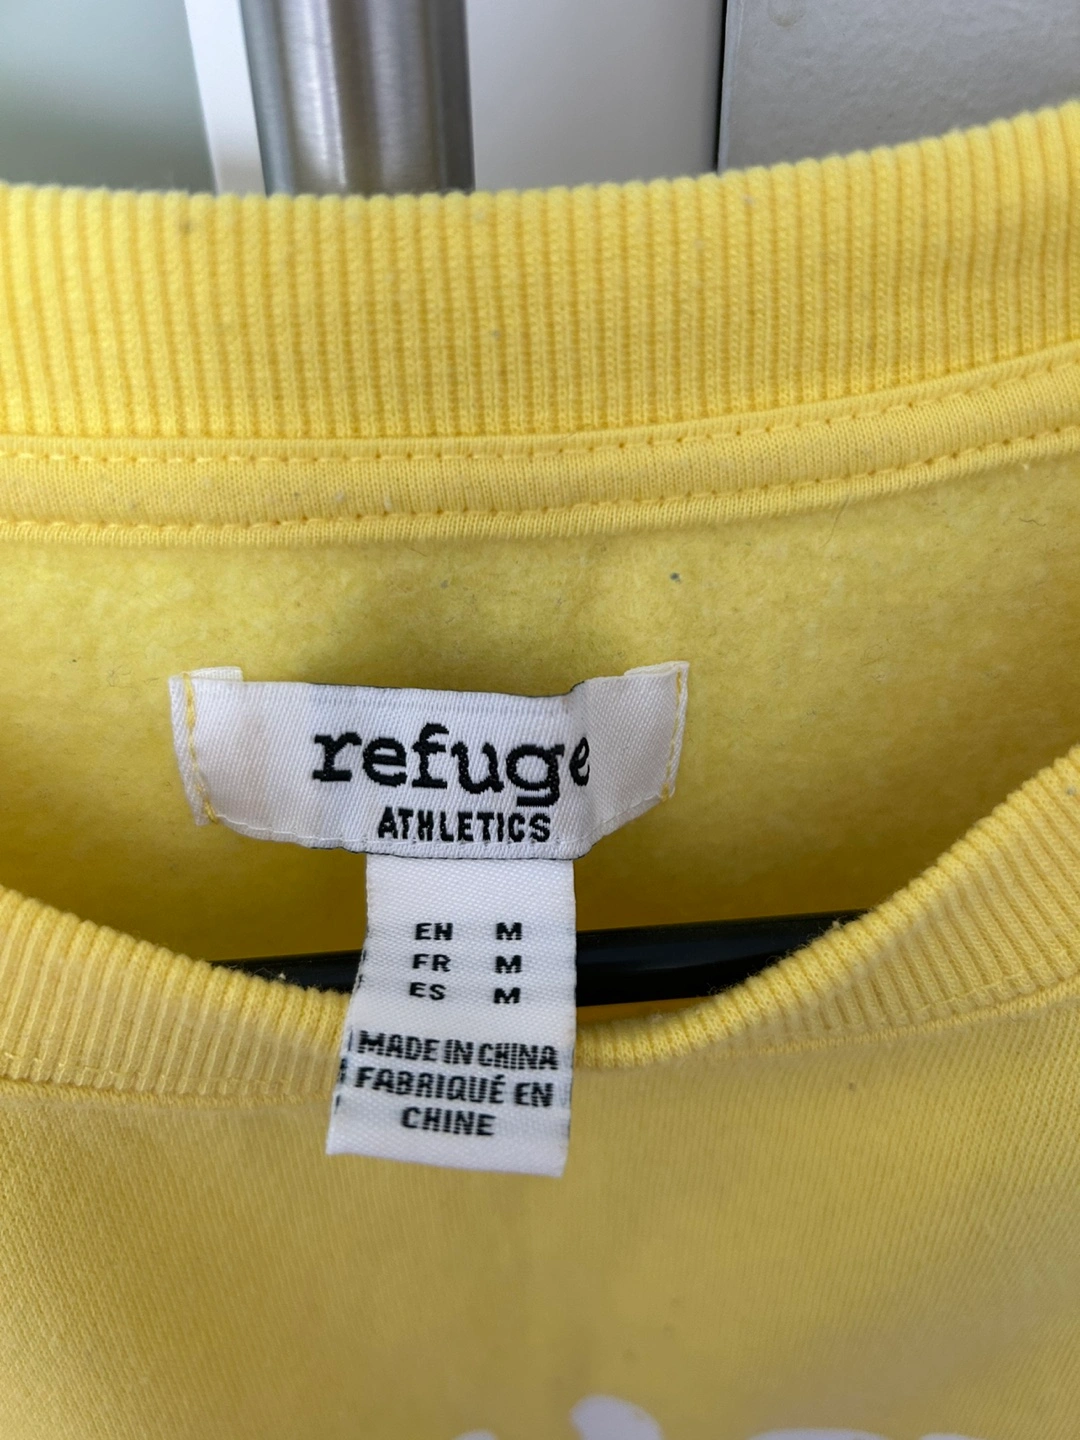 refuge
ATHLETICS
EN M
FR M
ES M
MADE IN CHINA
FABRIQUÉ EN
CHINE